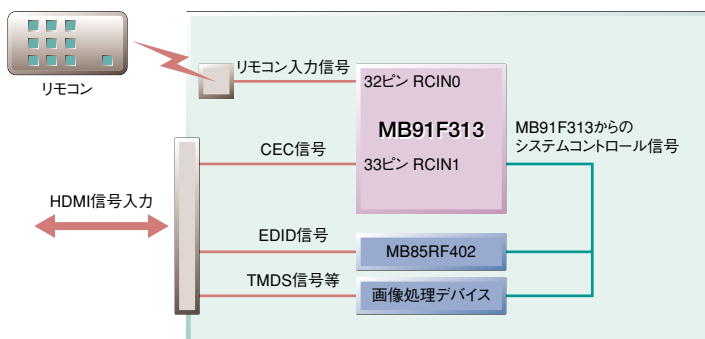 リモコン
リモコン入力信号
32ピン RCIN0
MB91F313
MB91F313からの
システムコントロール信号
CEC信号
33ピン RCIN1
HDMI信号入力
EDID信号
MB85RF402
TMDS信号等
画像処理デバイス